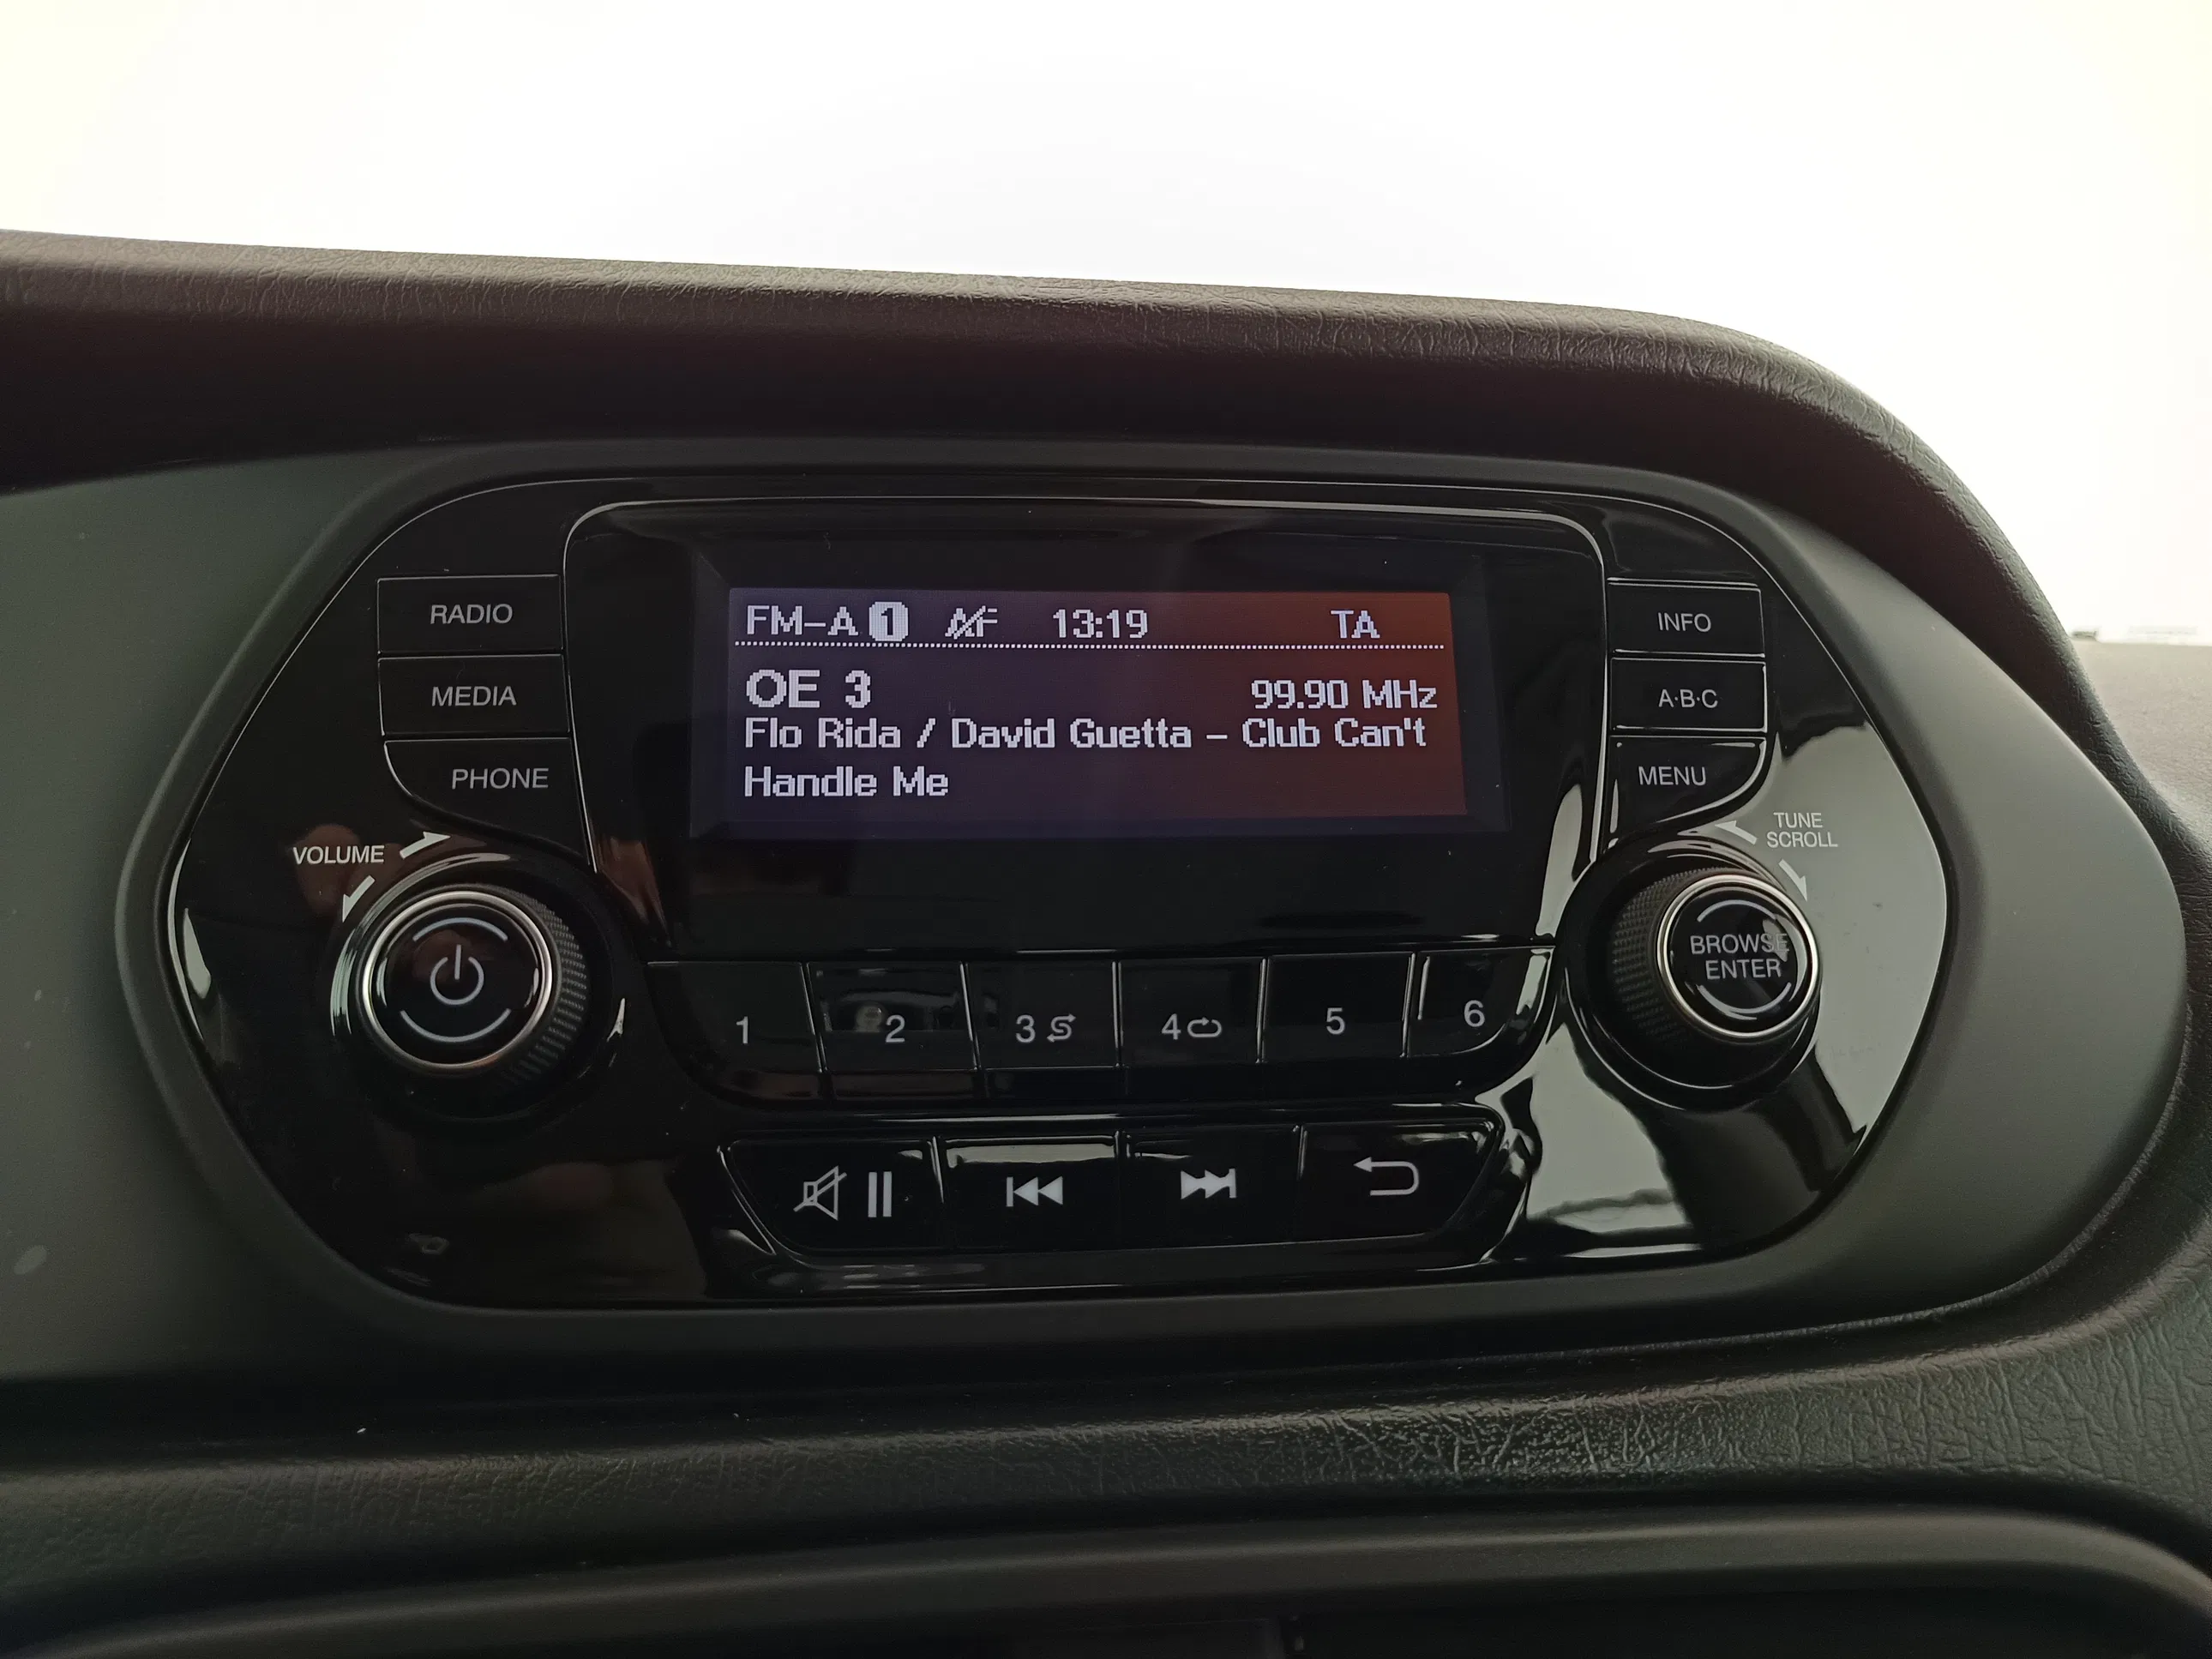 RADIO
MEDIA
PHONE
VOLUME
FM-A 1 AF 13:19 TA
OE 3 99.90 MHz
Flo Rida / David Guetta - Club Can't
Handle Me
INFO
A·B·C
MENU
TUNE
SCROLL
BROWSE
ENTER
1 2 3 4 5 6